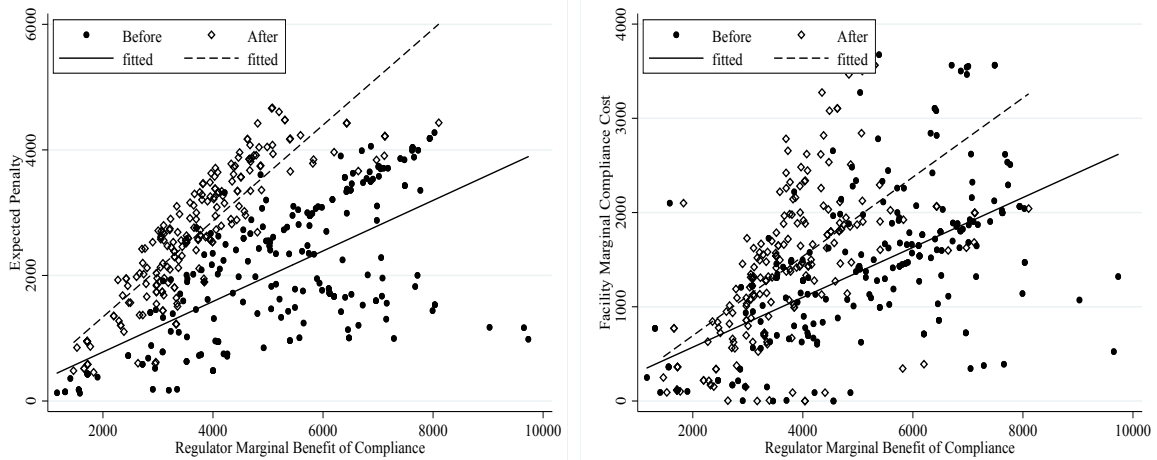 Before After
fitted fitted
Expected Penalty
0 2000 4000 6000
2000 4000 6000 8000 10000
Regulator Marginal Benefit of Compliance
Before After
fitted fitted
Facility Marginal Compliance Cost
0 1000 2000 3000 4000
2000 4000 6000 8000 10000
Regulator Marginal Benefit of Compliance